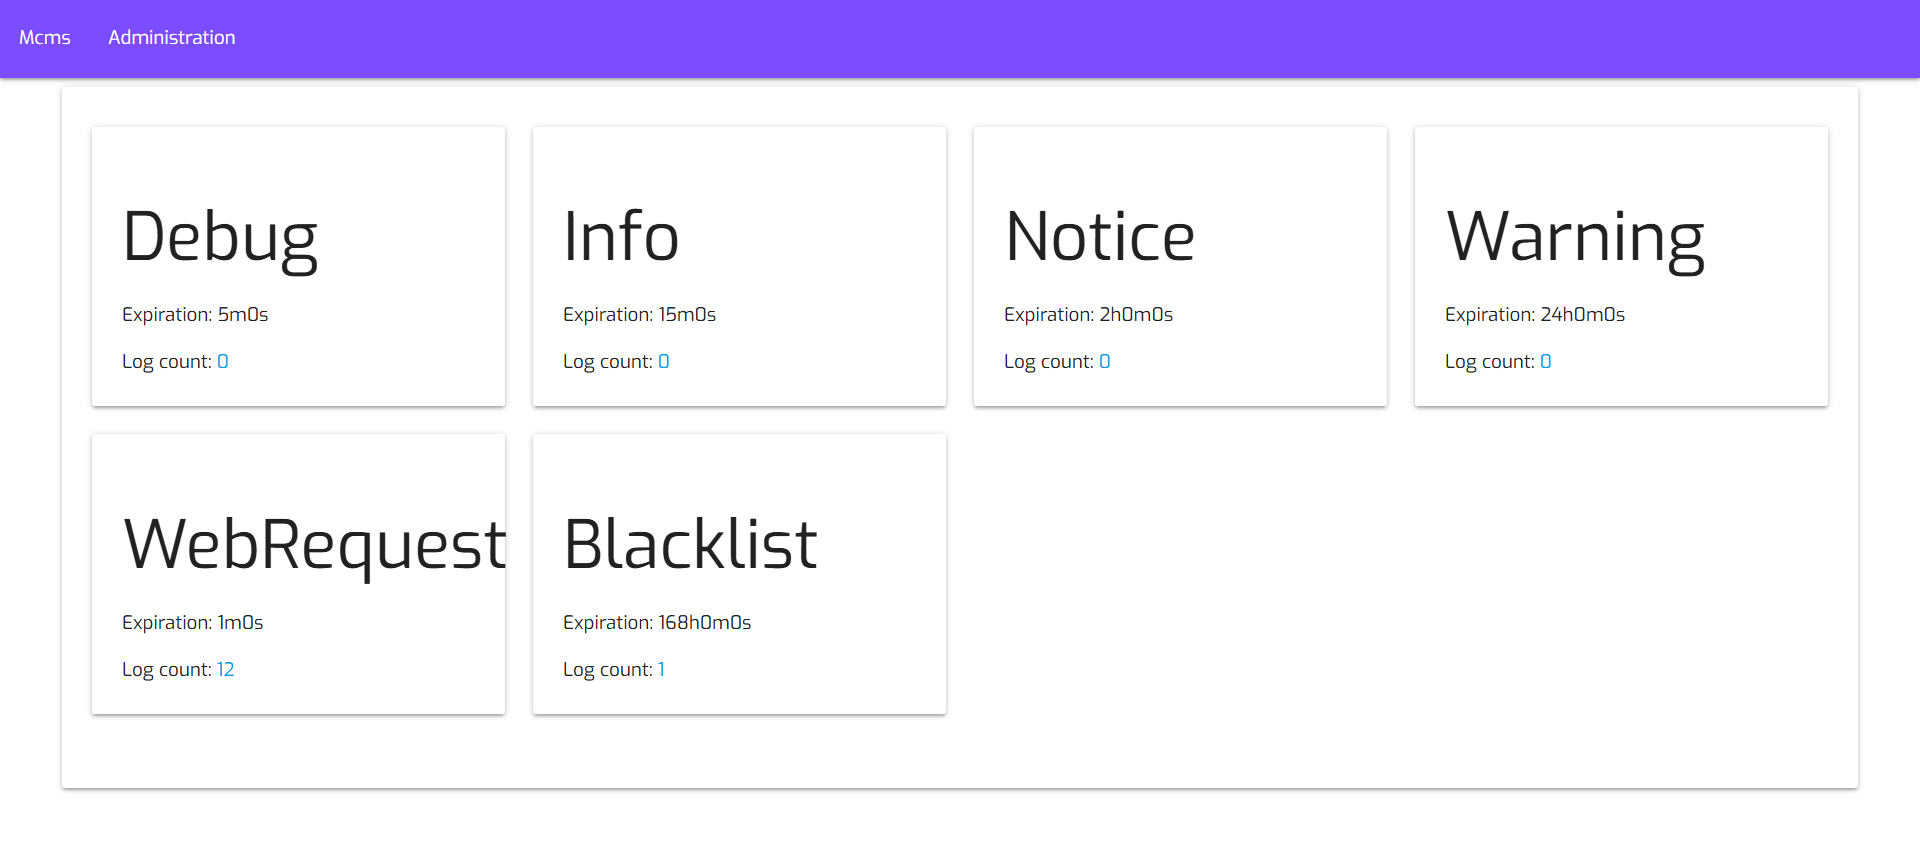 Mcms Administration
Debug
Expiration: 5m0s
Log count: 0
Info
Expiration: 15m0s
Log count: 0
Notice
Expiration: 2h0m0s
Log count: 0
Warning
Expiration: 24h0m0s
Log count: 0
WebRequest
Expiration: 1m0s
Log count: 12
Blacklist
Expiration: 168h0m0s
Log count: 1